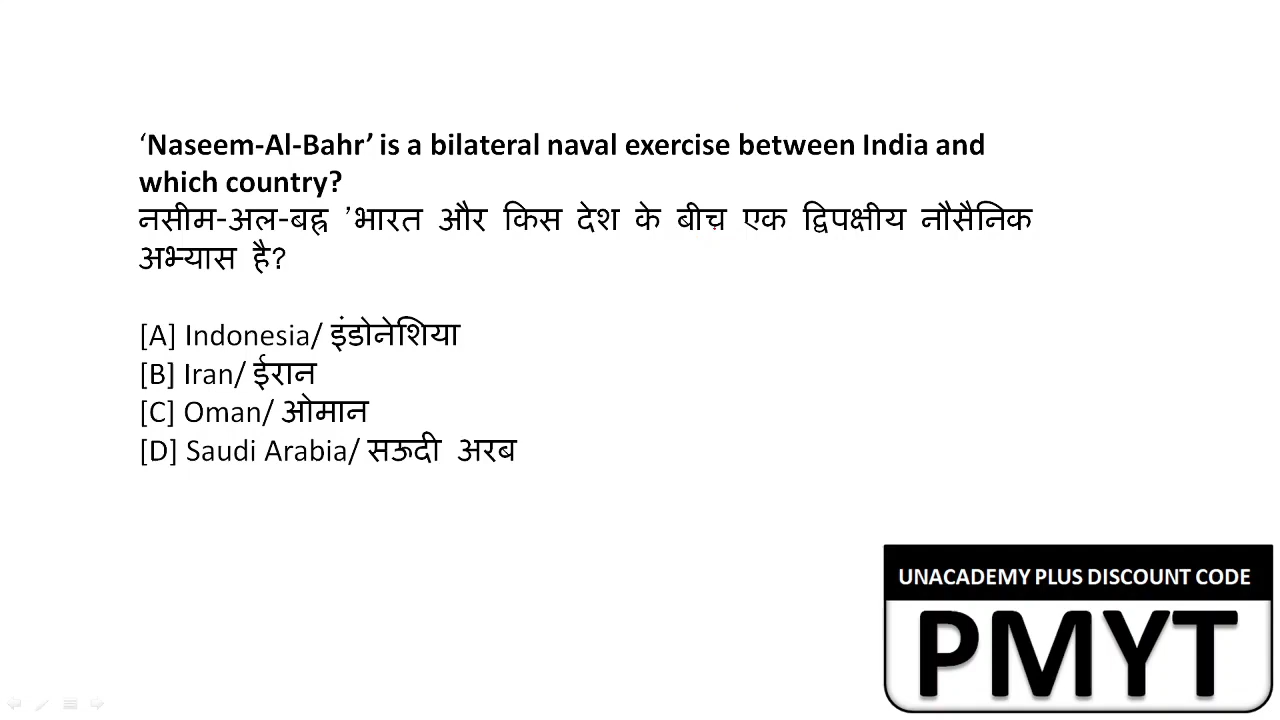 ‘Naseem-Al-Bahr’ is a bilateral naval exercise between India and
which country?
नसीम-अल-बह्र ’भारत और किस देश के बीच एक द्विपक्षीय नौसैनिक
अभ्यास है?
[A] Indonesia/ इंडोनेशिया
[B] Iran/ ईरान
[C] Oman/ ओमान
[D] Saudi Arabia/ सऊदी अरब
UNACADEMY PLUS DISCOUNT CODE
PMYT